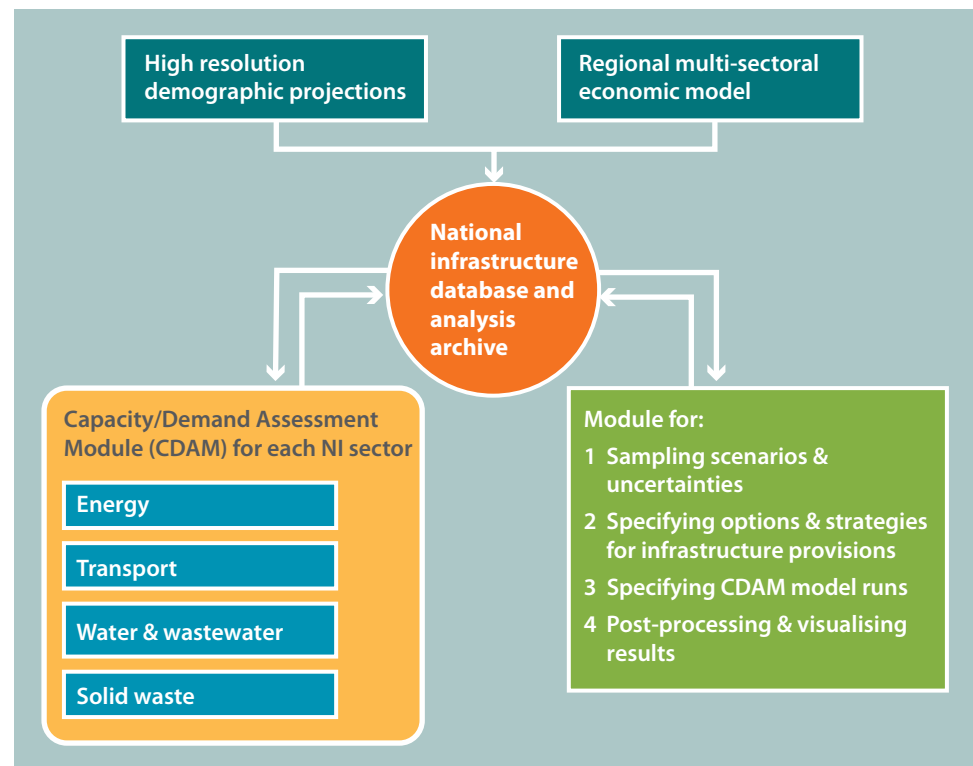 High resolution
demographic projections
Regional multi-sectoral
economic model
National
infrastructure
database and
analysis
archive
Capacity/Demand Assessment
Module (CDAM) for each NI sector
Energy
Transport
Water & wastewater
Solid waste
Module for:
1 Sampling scenarios &
uncertainties
2 Specifying options & strategies
for infrastructure provisions
3 Specifying CDAM model runs
4 Post-processing & visualising
results